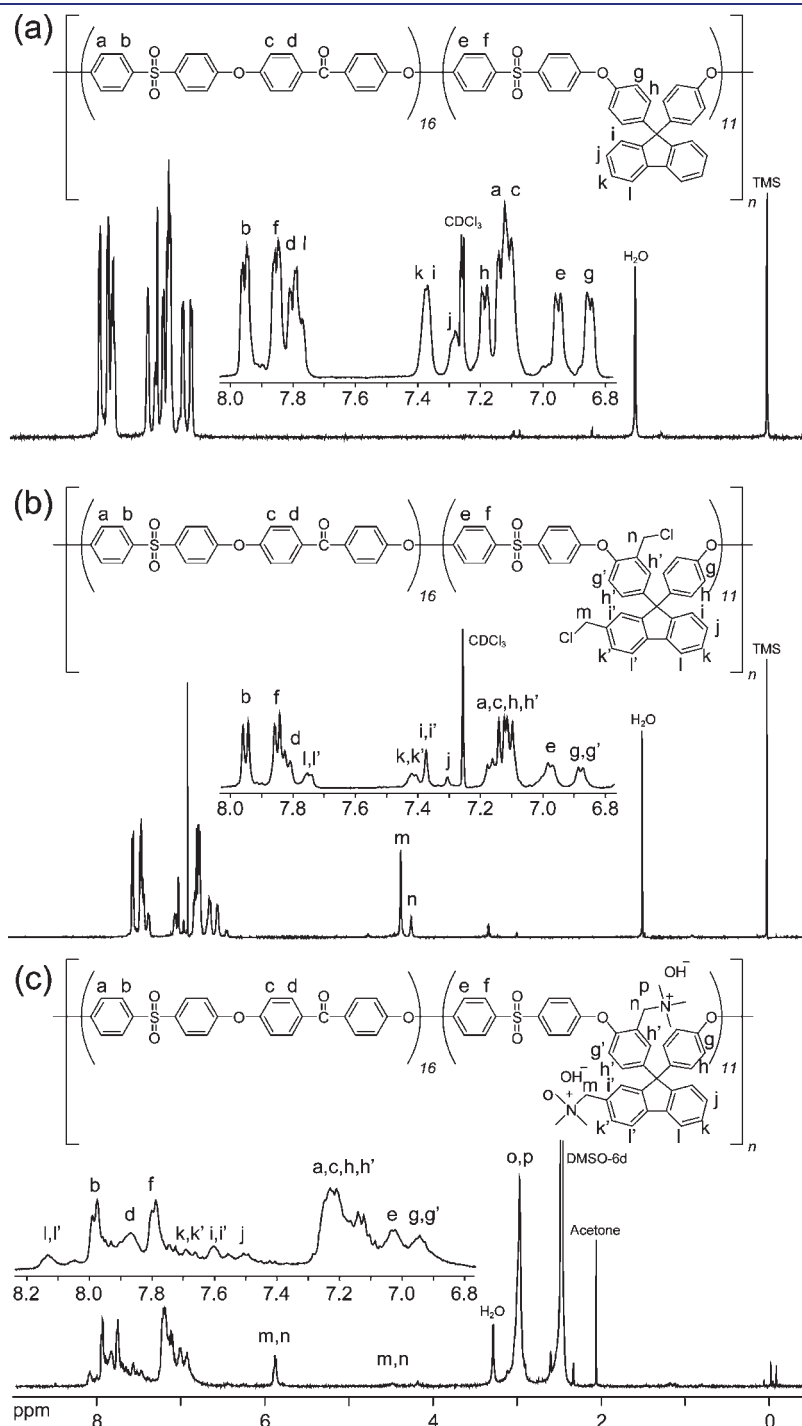 (a)
a b c d e f
O O O O
S O C O S O
g
h
16 11
i
j
k
l
n
TMS
H₂O
b f d l k i j CDCl₃ h a c e g
8.0 7.8 7.6 7.4 7.2 7.0 6.8
(b)
a b c d e f
n Cl
O O O O
S O C O S O
h'
g' g
h' h
16 11
m i' i
Cl j
k' k
l' l
n
TMS
H₂O
CDCl₃
b f d l,l' k,k' i,i' j a,c,h,h' e g,g'
8.0 7.8 7.6 7.4 7.2 7.0 6.8
m
n
(c)
a b c d e f
p OH⁻
n N⁺
O O O O
S O C O S O
h'
g' g
h' h
16 11
OH⁻ m i'
o N⁺ j
k' k
l' l
n
l,l' b d f k,k' i,i' j a,c,h,h' e g,g'
8.2 8.0 7.8 7.6 7.4 7.2 7.0 6.8
o,p
DMSO-6d
Acetone
H₂O
m,n
m,n
ppm 8 6 4 2 0